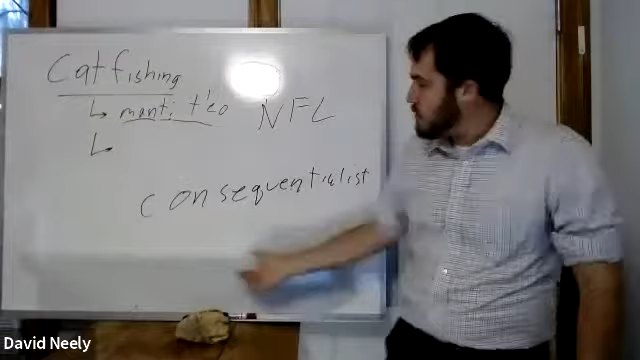 Catfishing
↳ manti t'eo NFL
↳
consequentialist
David Neely